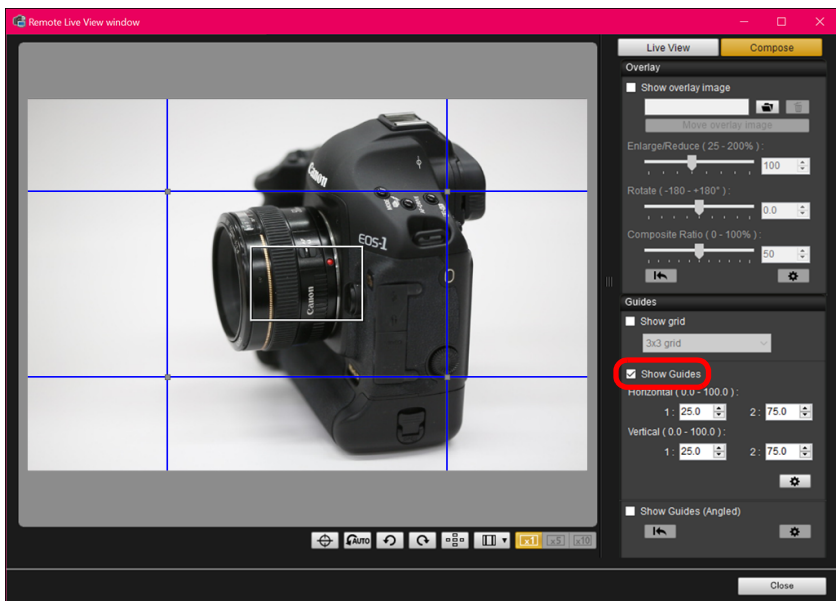 Remote Live View window
Live View
Compose
Overlay
Show overlay image
Move overlay image
Enlarge/Reduce ( 25 - 200% ) :
100
Rotate ( -180 - +180° ) :
0.0
Composite Ratio ( 0 - 100% ) :
50
Guides
Show grid
3x3 grid
Show Guides
Horizontal ( 0.0 - 100.0 ) :
1 : 25.0 2 : 75.0
Vertical ( 0.0 - 100.0 ) :
1 : 25.0 2 : 75.0
Show Guides (Angled)
Canon
EOS-1
Canon
AUTO
x1 x5 x10
Close